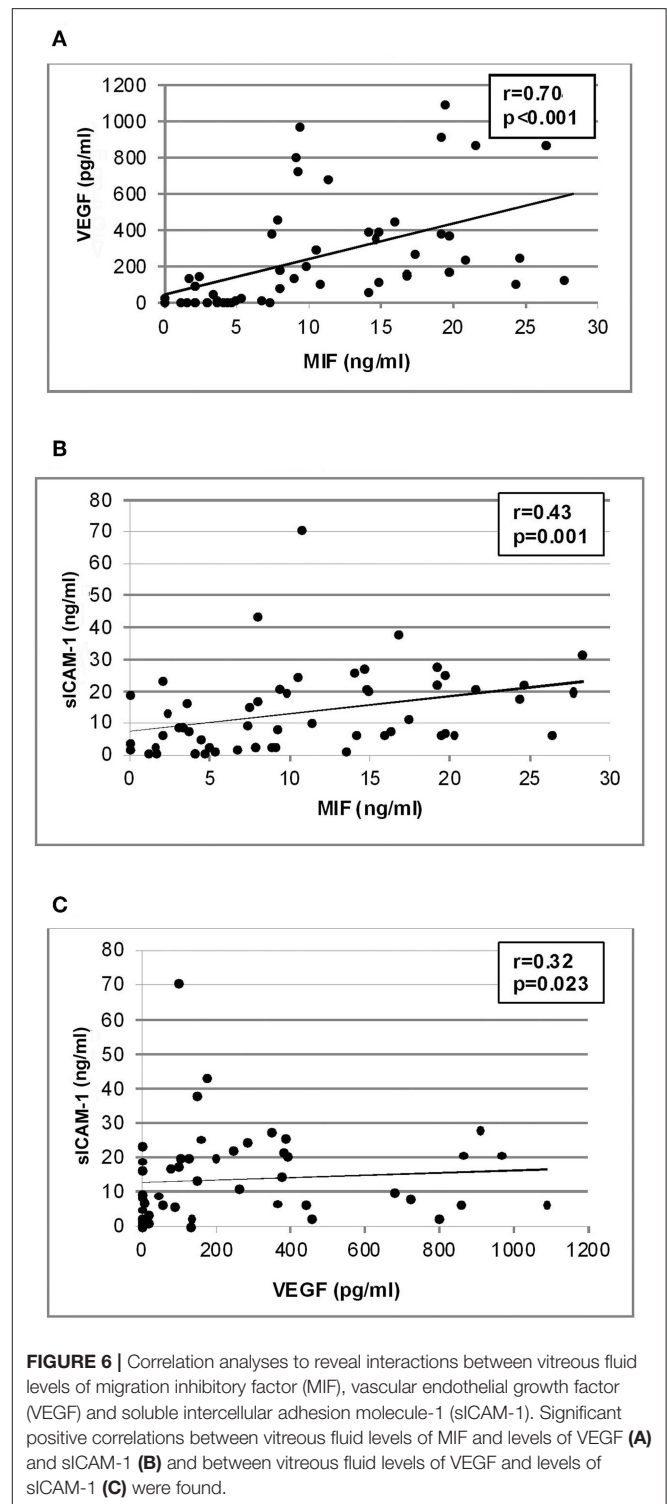 A
r=0.70
p<0.001
1200
1000
800
600
400
200
0
VEGF (pg/ml)
0 5 10 15 20 25 30
MIF (ng/ml)
B
r=0.43
p=0.001
80
70
60
50
40
30
20
10
0
sICAM-1 (ng/ml)
0 5 10 15 20 25 30
MIF (ng/ml)
C
r=0.32
p=0.023
80
70
60
50
40
30
20
10
0
sICAM-1 (ng/ml)
0 200 400 600 800 1000 1200
VEGF (pg/ml)
FIGURE 6 | Correlation analyses to reveal interactions between vitreous fluid
levels of migration inhibitory factor (MIF), vascular endothelial growth factor
(VEGF) and soluble intercellular adhesion molecule-1 (sICAM-1). Significant
positive correlations between vitreous fluid levels of MIF and levels of VEGF (A)
and sICAM-1 (B) and between vitreous fluid levels of VEGF and levels of
sICAM-1 (C) were found.